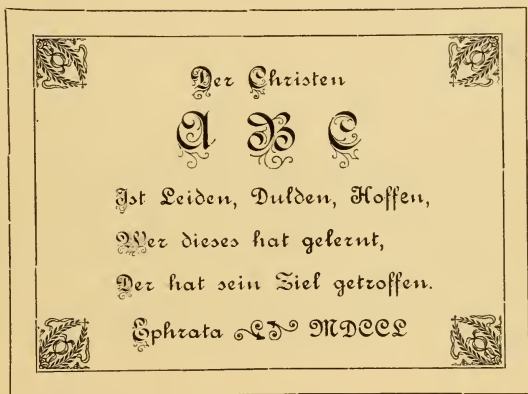 Der Christen
A B C
Ist Leiden, Dulden, Hoffen,
Wer dieses hat gelernt,
Der hat sein Ziel getroffen.
Ephrata MDCCL